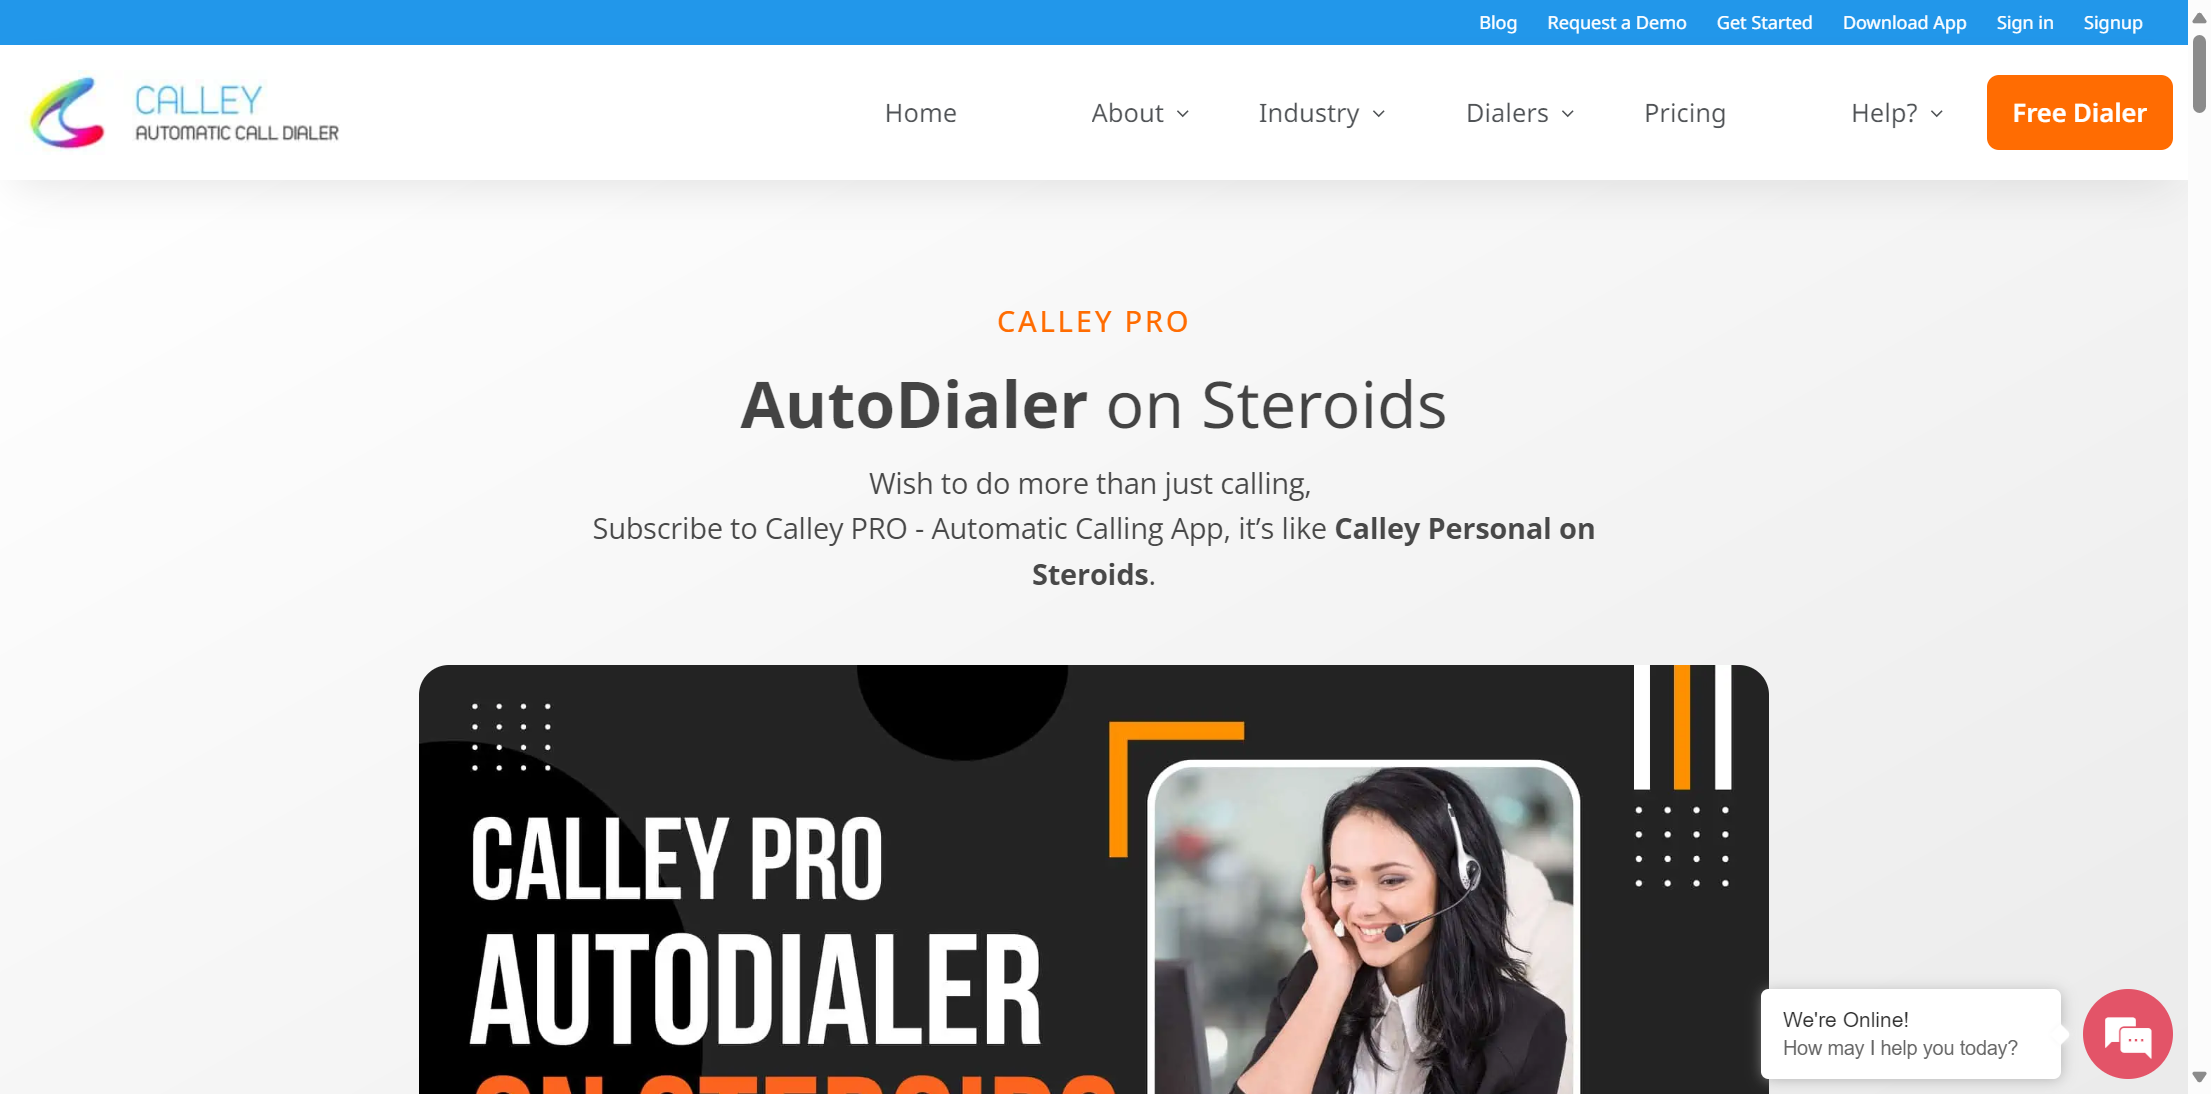 Blog Request a Demo Get Started Download App Sign in Signup
CALLEY
AUTOMATIC CALL DIALER
Home About Industry Dialers Pricing Help? Free Dialer
CALLEY PRO
AutoDialer on Steroids
Wish to do more than just calling,
Subscribe to Calley PRO - Automatic Calling App, it’s like Calley Personal on
Steroids.
CALLEY PRO
AUTODIALER
ON STEROIDS
We're Online!
How may I help you today?